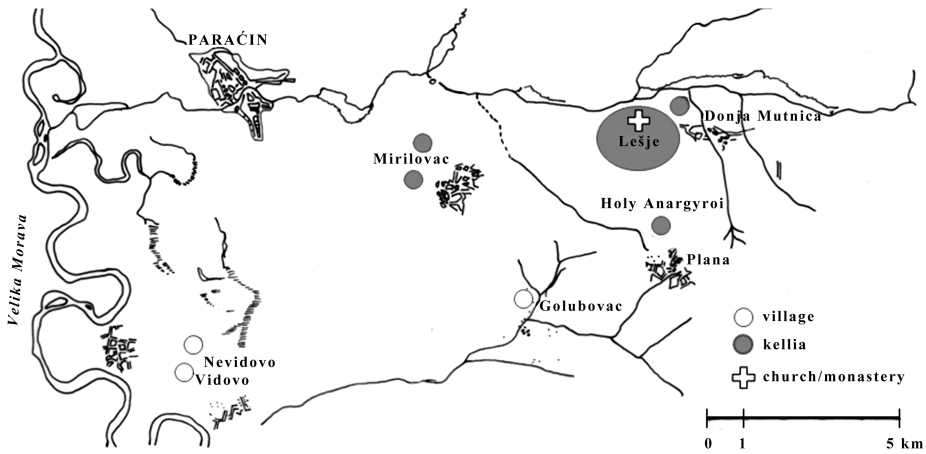 PARAĆIN
Donja Mutnica
Lešje
Mirilovac
Holy Anargyroi
Plana
Velika Morava
Golubovac
village
kellia
Nevidovo
Vidovo
church/monastery
0 1 5 km